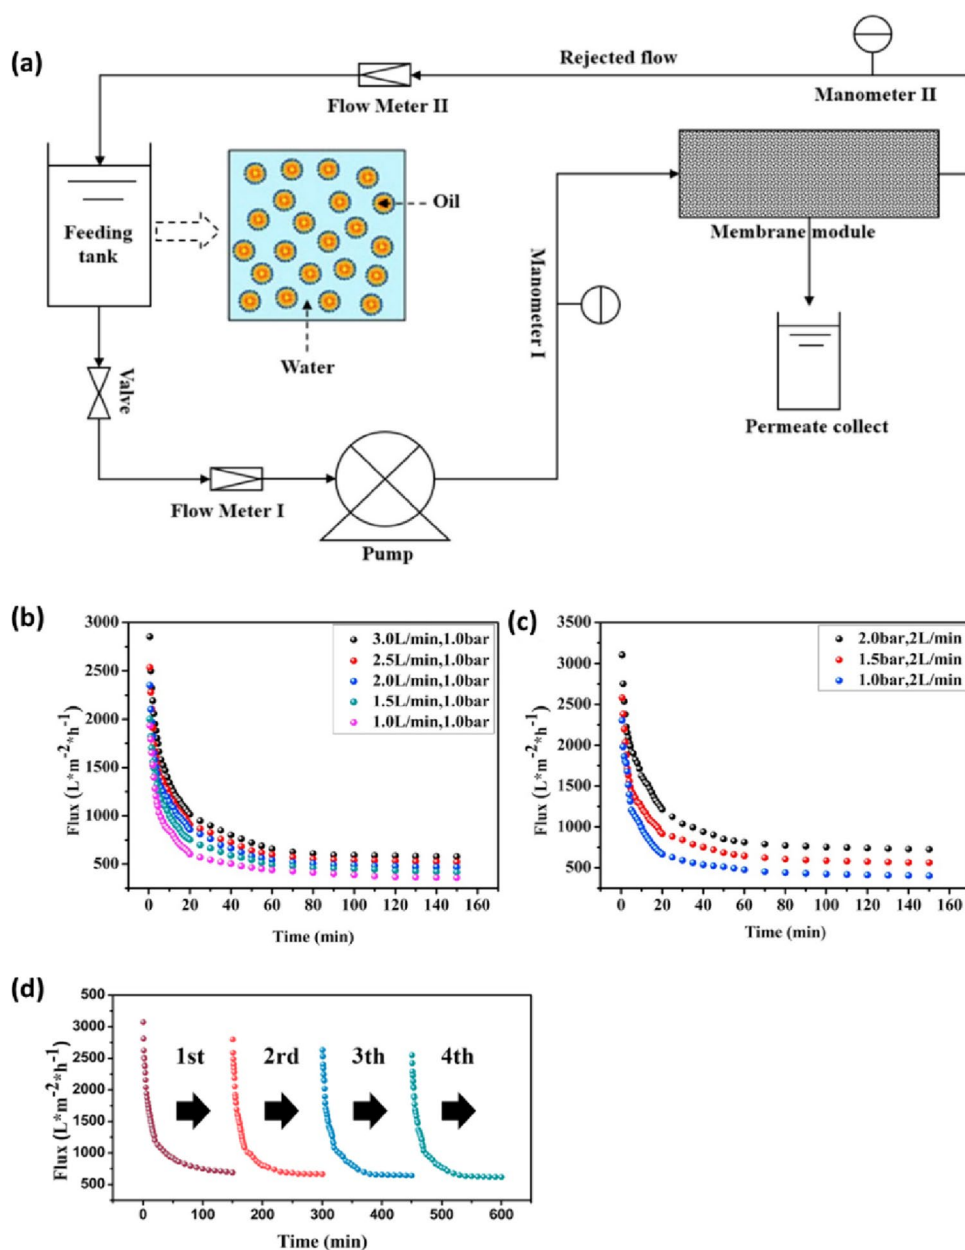 (a)
Rejected flow
Flow Meter II
Manometer II
Feeding
tank
Oil
Membrane module
Manometer I
Water
Valve
Permeate collect
Flow Meter I
Pump
(b)
3000
2500
2000
1500
1000
500
Flux (L*m-2*h-1)
3.0L/min,1.0bar
2.5L/min,1.0bar
2.0L/min,1.0bar
1.5L/min,1.0bar
1.0L/min,1.0bar
0 20 40 60 80 100 120 140 160
Time (min)
(c)
3500
3000
2500
2000
1500
1000
500
Flux (L*m-2*h-1)
2.0bar,2L/min
1.5bar,2L/min
1.0bar,2L/min
0 20 40 60 80 100 120 140 160
Time (min)
(d)
500
3000
2500
2000
1500
1000
500
Flux (L*m-2*h-1)
1st 2rd 3th 4th
0 100 200 300 400 500 600
Time (min)